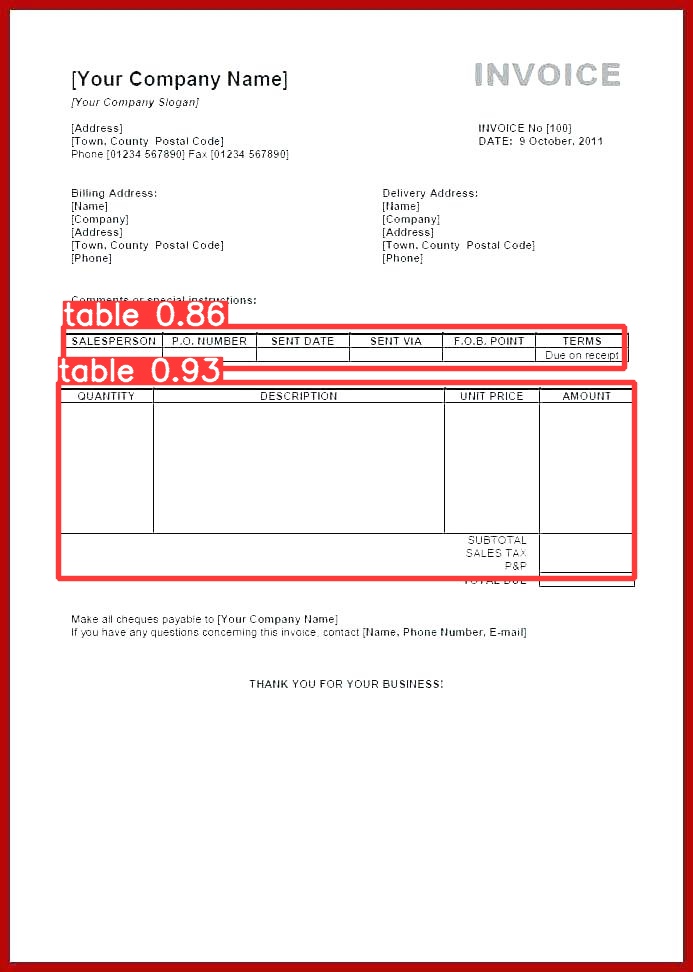 [Your Company Name]
INVOICE
[Your Company Slogan]
[Address]
[Town, County Postal Code]
Phone [01234 567890] Fax [01234 567890]
INVOICE No [100]
DATE: 9 October, 2011
Billing Address:
[Name]
[Company]
[Address]
[Town, County Postal Code]
[Phone]
Delivery Address:
[Name]
[Company]
[Address]
[Town, County Postal Code]
[Phone]
Comments or special instructions:
table 0.86
SALESPERSON P.O. NUMBER SENT DATE SENT VIA F.O.B. POINT TERMS
Due on receipt
table 0.93
QUANTITY DESCRIPTION UNIT PRICE AMOUNT
SUBTOTAL
SALES TAX
P&P
TOTAL DUE
Make all cheques payable to [Your Company Name]
If you have any questions concerning this invoice, contact [Name, Phone Number, E-mail]
THANK YOU FOR YOUR BUSINESS!